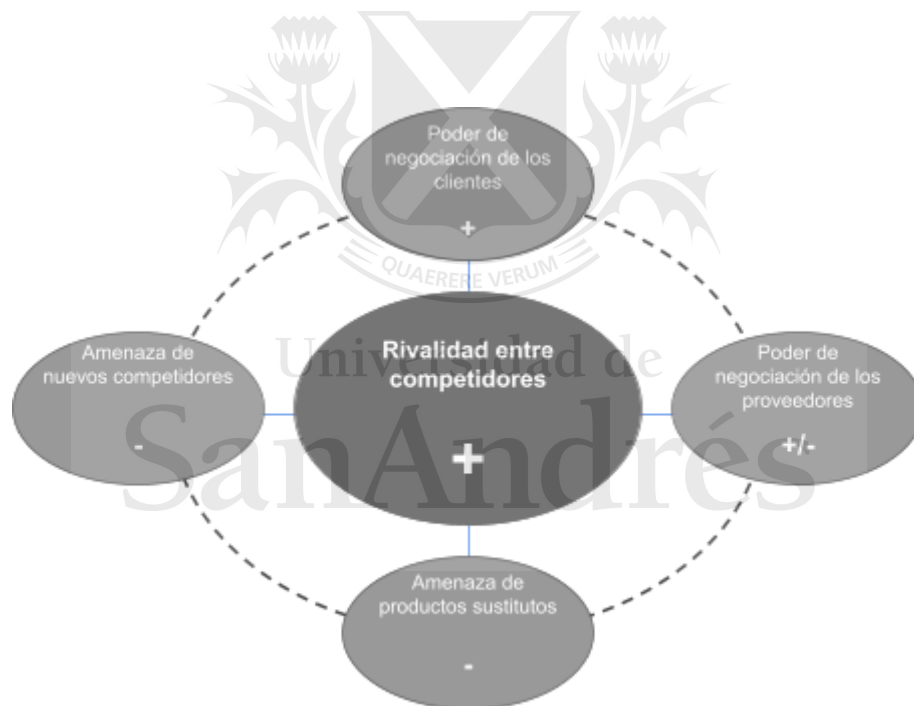 Poder de
negociación de los
clientes
+
QUAERERE VERUM
Universidad de
SanAndrés
Amenaza de
nuevos competidores
-
Rivalidad entre
competidores
+
Poder de
negociación de los
proveedores
+/-
Amenaza de
productos sustitutos
-